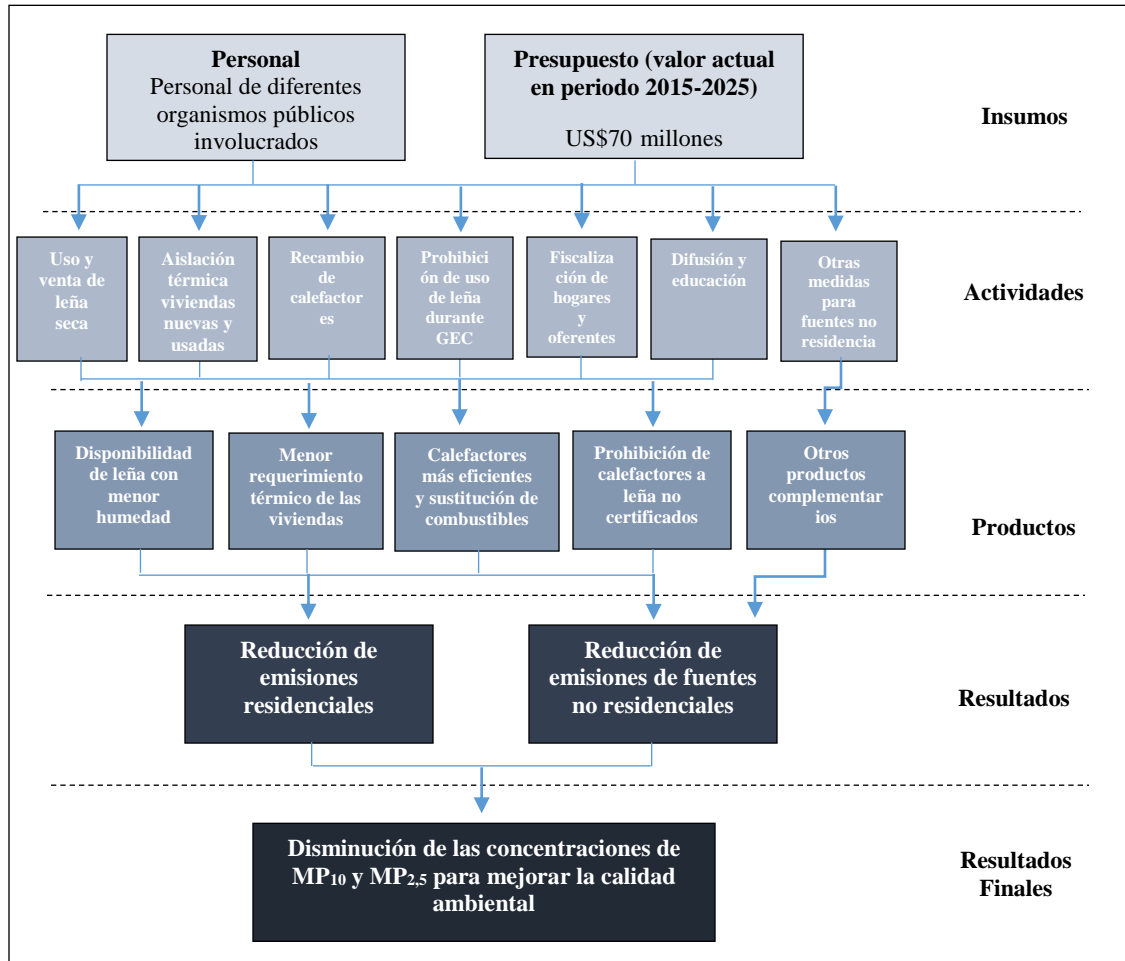 Personal
Personal de diferentes
organismos públicos
involucrados
Presupuesto (valor actual
en periodo 2015-2025)
US$70 millones
Insumos
Uso y
venta de
leña
seca
Aislación
térmica
viviendas
nuevas y
usadas
Recambio
de
calefactor
es
Prohibici
ón de uso
de leña
durante
GEC
Fiscaliza
ción de
hogares
y
oferentes
Difusión y
educación
Otras
medidas
para
fuentes no
residencia
Actividades
Disponibilidad
de leña con
menor
humedad
Menor
requerimiento
térmico de las
viviendas
Calefactores
más eficientes
y sustitución de
combustibles
Prohibición de
calefactores a
leña no
certificados
Otros
productos
complementar
ios
Productos
Reducción de
emisiones
residenciales
Reducción de
emisiones de fuentes
no residenciales
Resultados
Disminución de las concentraciones de
MP10 y MP2,5 para mejorar la calidad
ambiental
Resultados
Finales